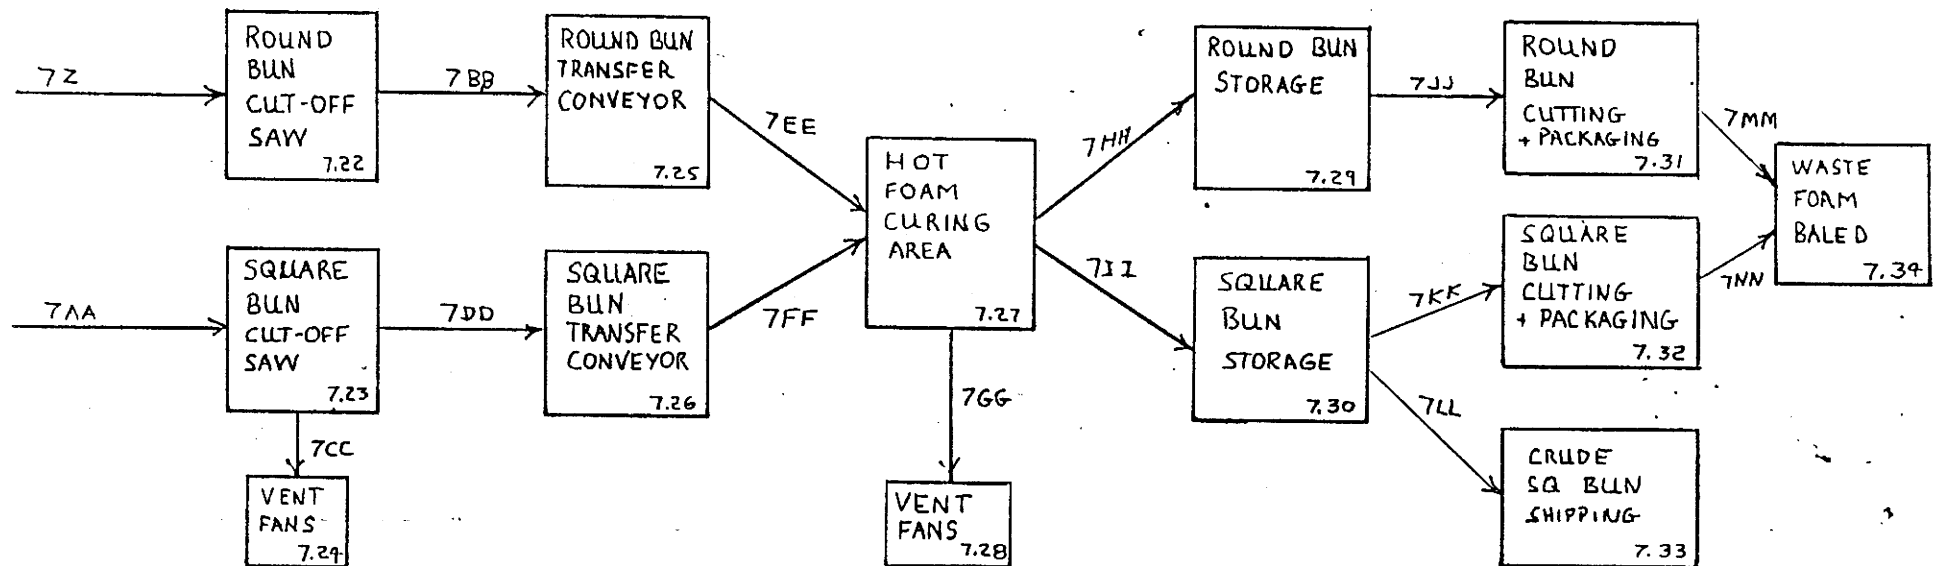 7Z
ROUND
BUN
CUT-OFF
SAW
7.22
7BB
ROUND BUN
TRANSFER
CONVEYOR
7.25
7EE
7AA
SQUARE
BUN
CUT-OFF
SAW
7.23
7CC
VENT
FANS
7.24
7DD
SQUARE
BUN
TRANSFER
CONVEYOR
7.26
7FF
HOT
FOAM
CURING
AREA
7.27
7GG
VENT
FANS
7.28
7HH
ROUND BUN
STORAGE
7.29
7JJ
ROUND
BUN
CUTTING
+ PACKAGING
7.31
7MM
7II
SQUARE
BUN
STORAGE
7.30
7KK
SQUARE
BUN
CUTTING
+ PACKAGING
7.32
7NN
WASTE
FOAM
BALED
7.34
7LL
CRUDE
SQ BUN
SHIPPING
7.33